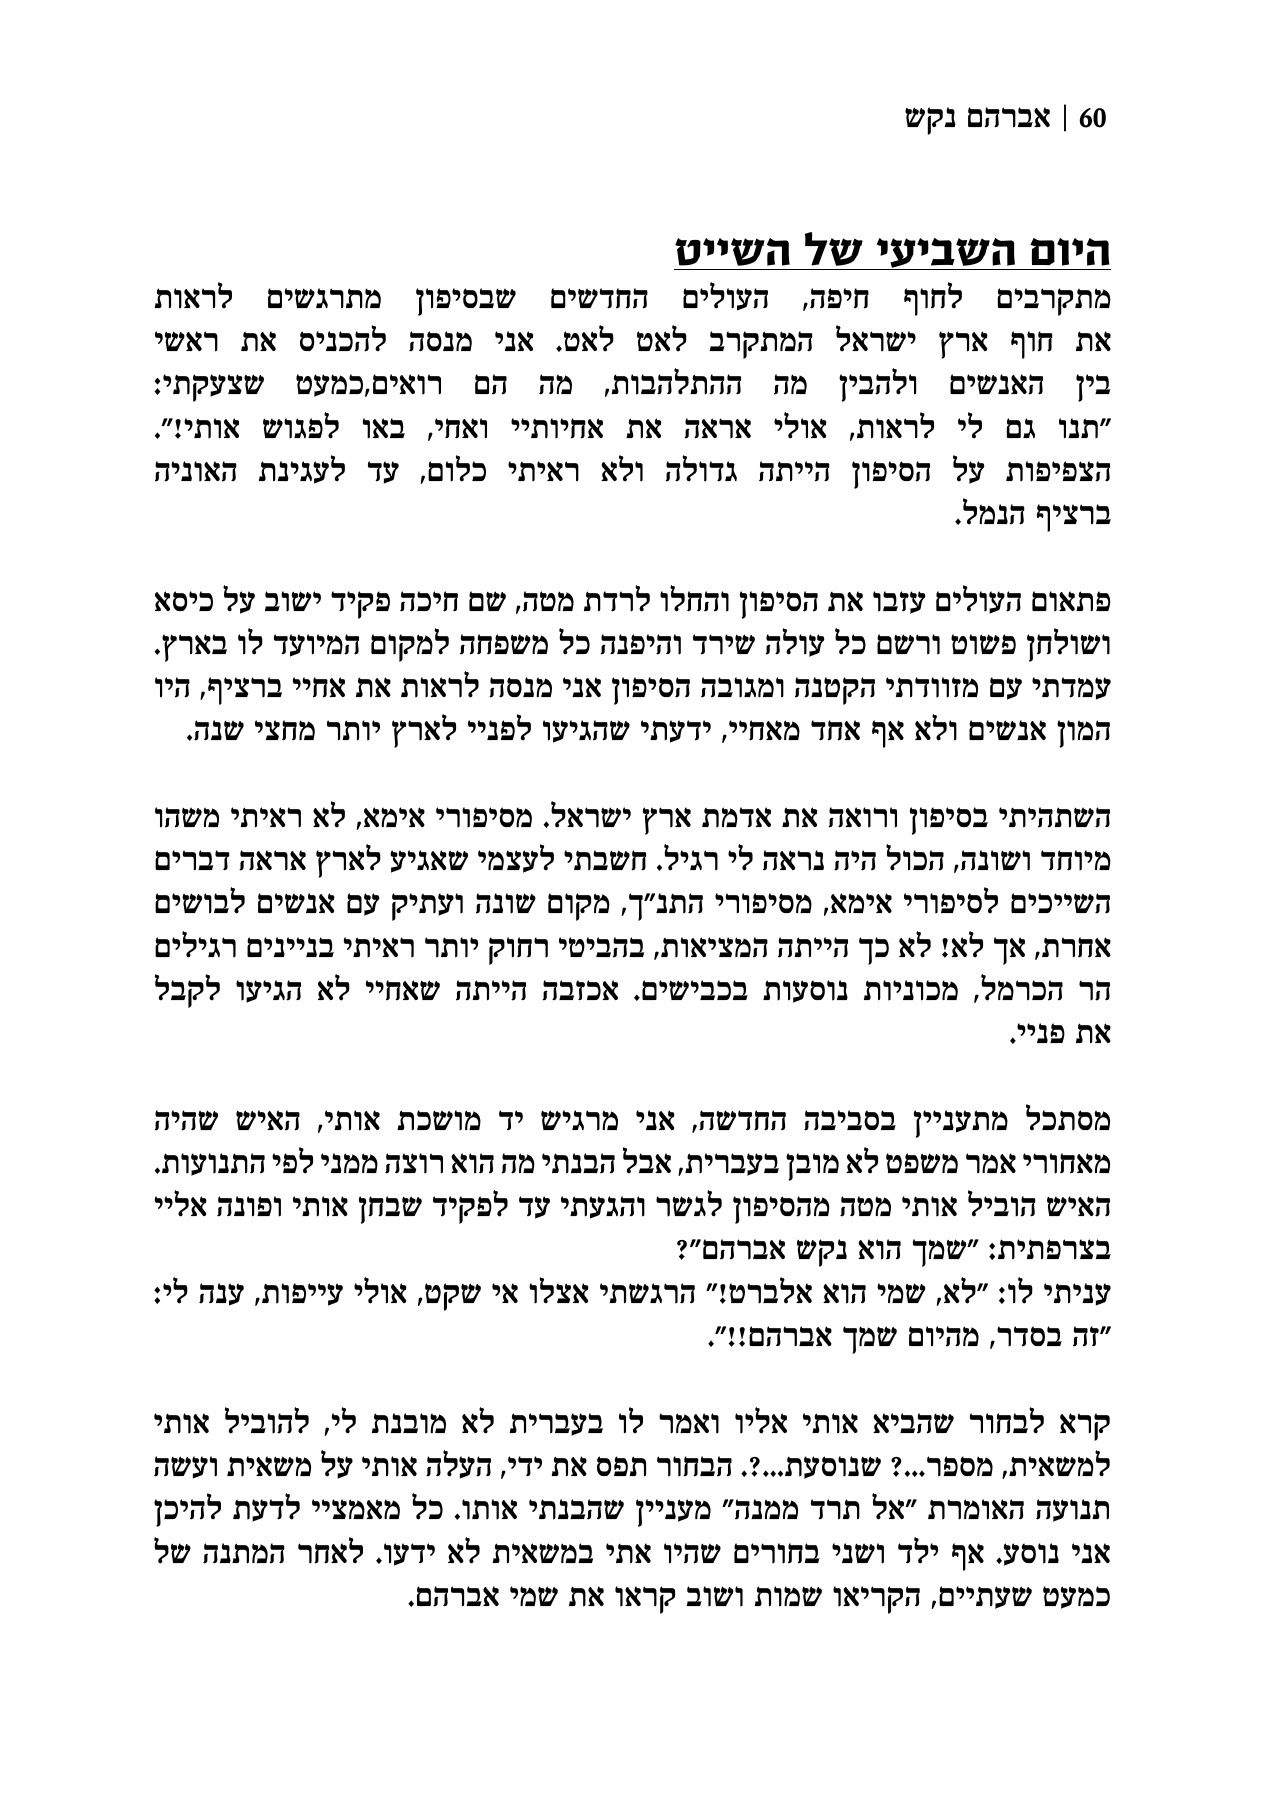 60 | אברהם נקש
היום השביעי של השייט
מתקרבים לחוף חיפה, העולים החדשים שבסיפון מתרגשים לראות
את חוף ארץ ישראל המתקרב לאט לאט. אני מנסה להכניס את ראשי
בין האנשים ולהבין מה ההתלהבות, מה הם רואים,כמעט שצעקתי:
"תנו גם לי לראות, אולי אראה את אחיותיי ואחי, באו לפגוש אותי!".
הצפיפות על הסיפון הייתה גדולה ולא ראיתי כלום, עד לעגינת האוניה
ברציף הנמל.
פתאום העולים עזבו את הסיפון והחלו לרדת מטה, שם חיכה פקיד ישוב על כיסא
ושולחן פשוט ורשם כל עולה שירד והיפנה כל משפחה למקום המיועד לו בארץ.
עמדתי עם מזוודתי הקטנה ומגובה הסיפון אני מנסה לראות את אחיי ברציף, היו
המון אנשים ולא אף אחד מאחיי, ידעתי שהגיעו לפניי לארץ יותר מחצי שנה.
השתהיתי בסיפון ורואה את אדמת ארץ ישראל. מסיפורי אימא, לא ראיתי משהו
מיוחד ושונה, הכול היה נראה לי רגיל. חשבתי לעצמי שאגיע לארץ אראה דברים
השייכים לסיפורי אימא, מסיפורי התנ"ך, מקום שונה ועתיק עם אנשים לבושים
אחרת, אך לא! לא כך הייתה המציאות, בהביטי רחוק יותר ראיתי בניינים רגילים
הר הכרמל, מכוניות נוסעות בכבישים. אכזבה הייתה שאחיי לא הגיעו לקבל
את פניי.
מסתכל מתעניין בסביבה החדשה, אני מרגיש יד מושכת אותי, האיש שהיה
מאחורי אמר משפט לא מובן בעברית, אבל הבנתי מה הוא רוצה ממני לפי התנועות.
האיש הוביל אותי מטה מהסיפון לגשר והגעתי עד לפקיד שבחן אותי ופונה אליי
בצרפתית: "שמך הוא נקש אברהם"?
עניתי לו: "לא, שמי הוא אלברט!" הרגשתי אצלו אי שקט, אולי עייפות, ענה לי:
"זה בסדר, מהיום שמך אברהם!!".
קרא לבחור שהביא אותי אליו ואמר לו בעברית לא מובנת לי, להוביל אותי
למשאית, מספר...? שנוסעת...?. הבחור תפס את ידי, העלה אותי על משאית ועשה
תנועה האומרת "אל תרד ממנה" מעניין שהבנתי אותו. כל מאמציי לדעת להיכן
אני נוסע. אף ילד ושני בחורים שהיו אתי במשאית לא ידעו. לאחר המתנה של
כמעט שעתיים, הקריאו שמות ושוב קראו את שמי אברהם.